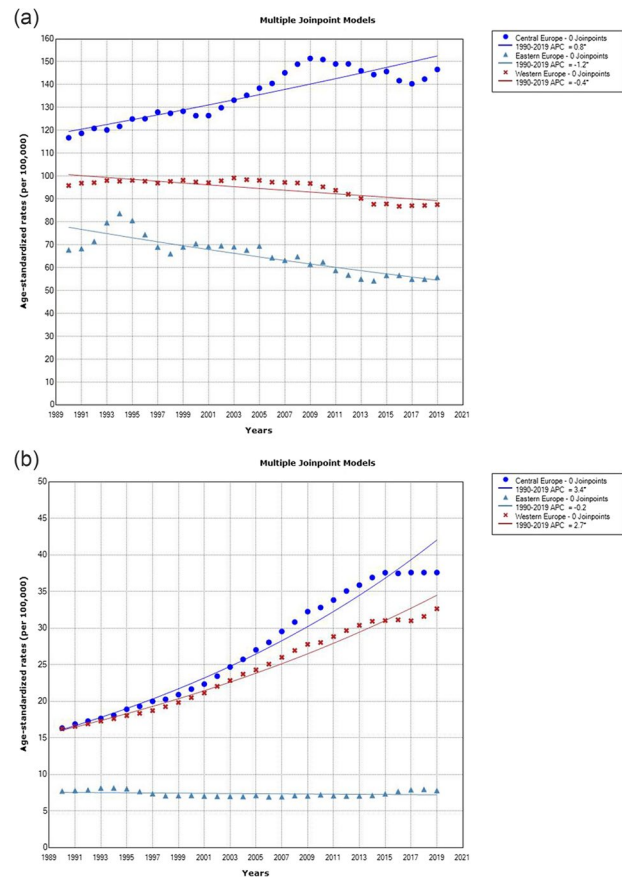 (a)
Multiple Joinpoint Models
Age-standardized rates (per 100,000)
160
150
140
130
120
110
100
90
80
70
60
50
40
30
20
10
0
1989 1991 1993 1995 1997 1999 2001 2003 2005 2007 2009 2011 2013 2015 2017 2019 2021
Years
Central Europe - 0 Joinpoints
1990-2019 APC = 0.8*
Eastern Europe - 0 Joinpoints
1990-2019 APC = -1.2*
Western Europe - 0 Joinpoints
1990-2019 APC = -0.4*
(b)
Multiple Joinpoint Models
Age-standardized rates (per 100,000)
50
45
40
35
30
25
20
15
10
5
0
1989 1991 1993 1995 1997 1999 2001 2003 2005 2007 2009 2011 2013 2015 2017 2019 2021
Years
Central Europe - 0 Joinpoints
1990-2019 APC = 3.4*
Eastern Europe - 0 Joinpoints
1990-2019 APC = -0.2
Western Europe - 0 Joinpoints
1990-2019 APC = 2.7*